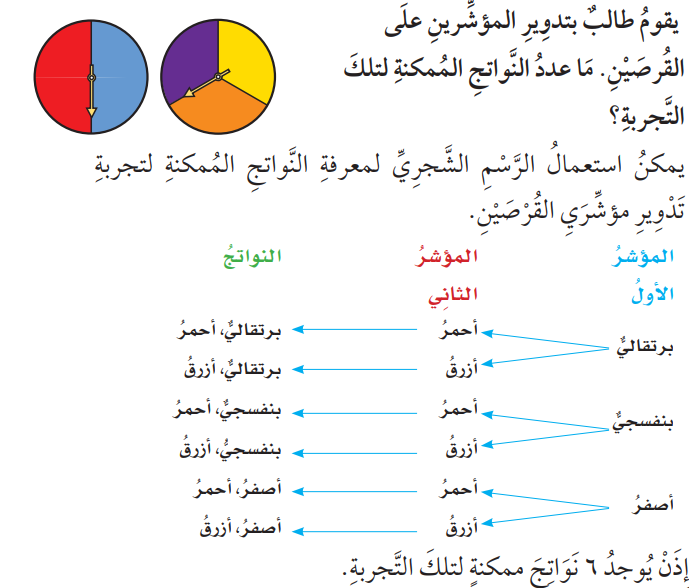 يقومُ طالبٌ بتدويرِ المؤشِّرينِ علَى
القُرصَيْنِ. مَا عددُ النَّواتجِ المُمكنةِ لتلكَ
التَّجربةِ؟
يمكنُ استعمالُ الرَّسْمِ الشَّجريِّ لمعرفةِ النَّواتجِ المُمكنةِ لتجربةِ
تَدْويرِ مؤشِّرَيِ القُرْصَيْنِ.
المؤشرُ المؤشرُ النواتجُ
الأولُ الثانِي
برتقاليٌّ
أحمرُ برتقاليٌّ، أحمرُ
أزرقُ برتقاليٌّ، أزرقُ
بنفسجيٌّ
أحمرُ بنفسجيٌّ، أحمرُ
أزرقُ بنفسجيٌّ، أزرقُ
أصفرُ
أحمرُ أصفرُ، أحمرُ
أزرقُ أصفرُ، أزرقُ
إذَنْ يُوجدُ ٦ نَوَاتِجَ ممكنةٍ لتلكَ التَّجربةِ.